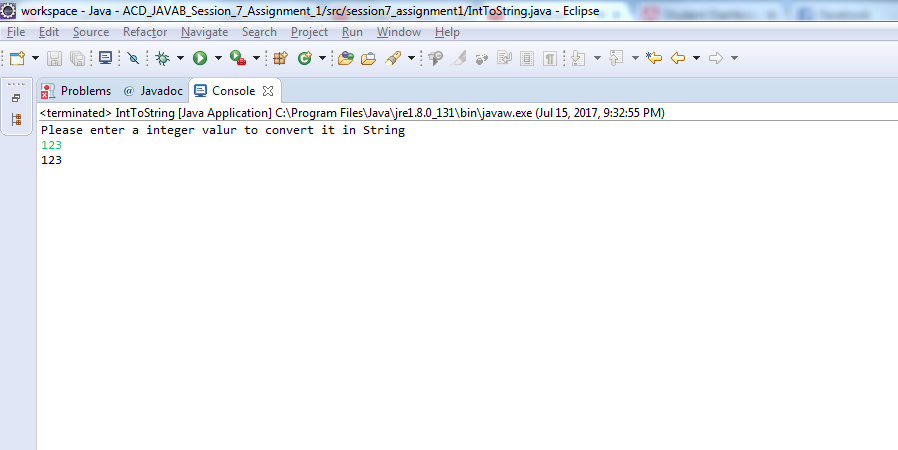 workspace - Java - ACD_JAVAB_Session_7_Assignment_1/src/session7_assignment1/IntToString.java - Eclipse
File Edit Source Refactor Navigate Search Project Run Window Help
Problems @ Javadoc Console
<terminated> IntToString [Java Application] C:\Program Files\Java\jre1.8.0_131\bin\javaw.exe (Jul 15, 2017, 9:32:55 PM)
Please enter a integer valur to convert it in String
123
123